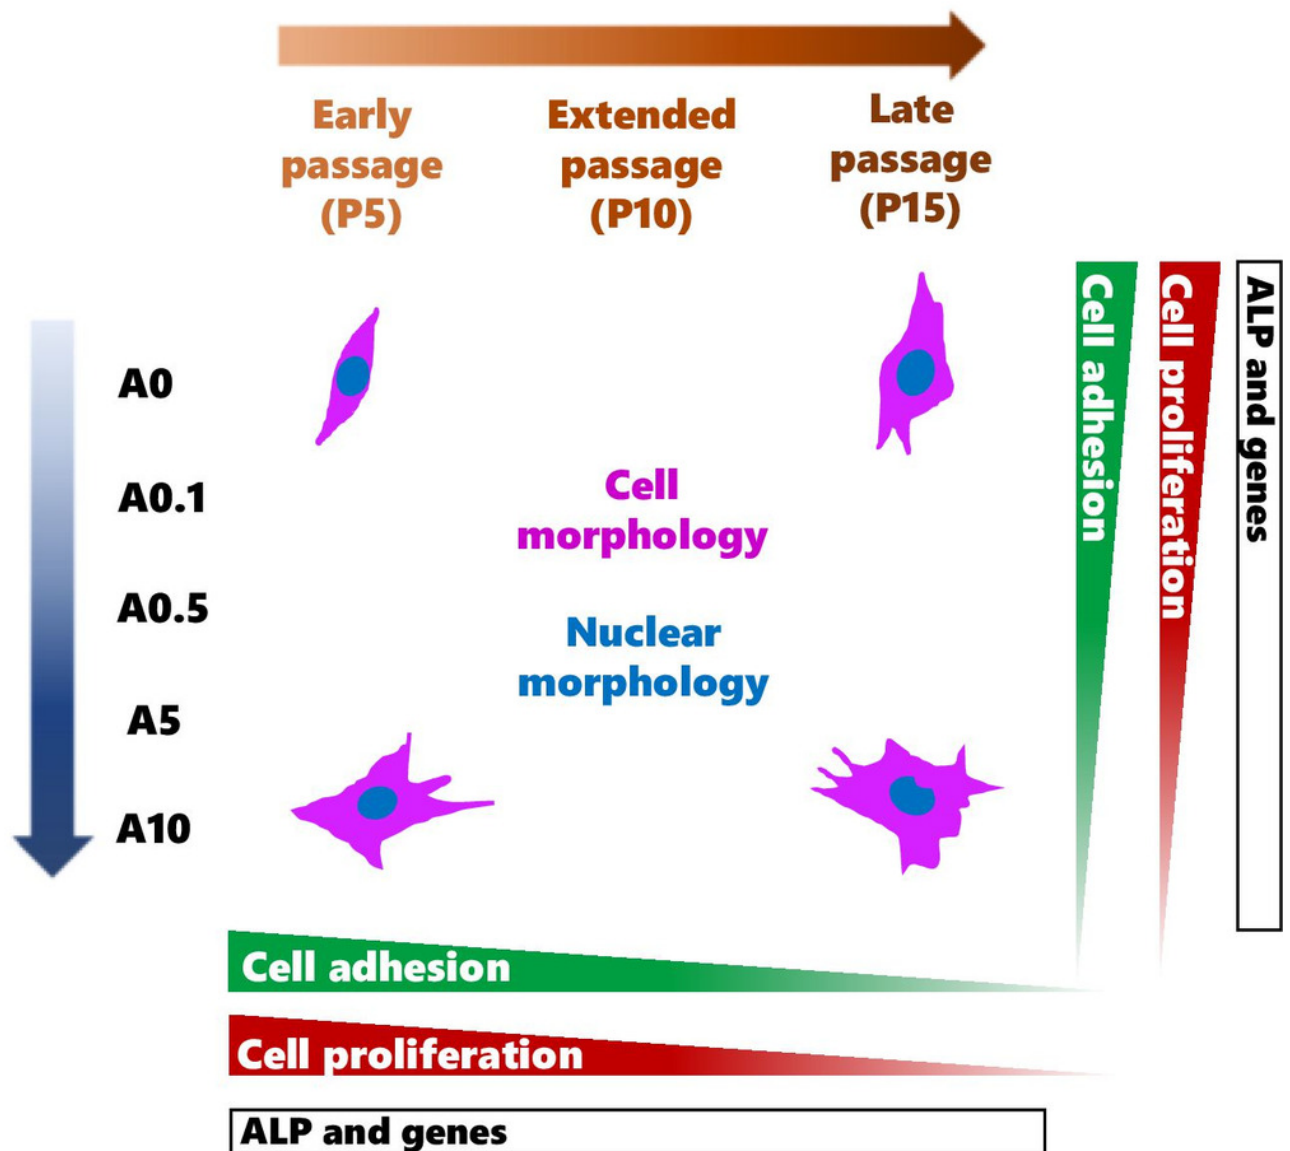 Early
passage
(P5)
Extended
passage
(P10)
Late
passage
(P15)
A0
A0.1
A0.5
A5
A10
Cell
morphology
Nuclear
morphology
Cell adhesion
Cell proliferation
ALP and genes
Cell adhesion
Cell proliferation
ALP and genes